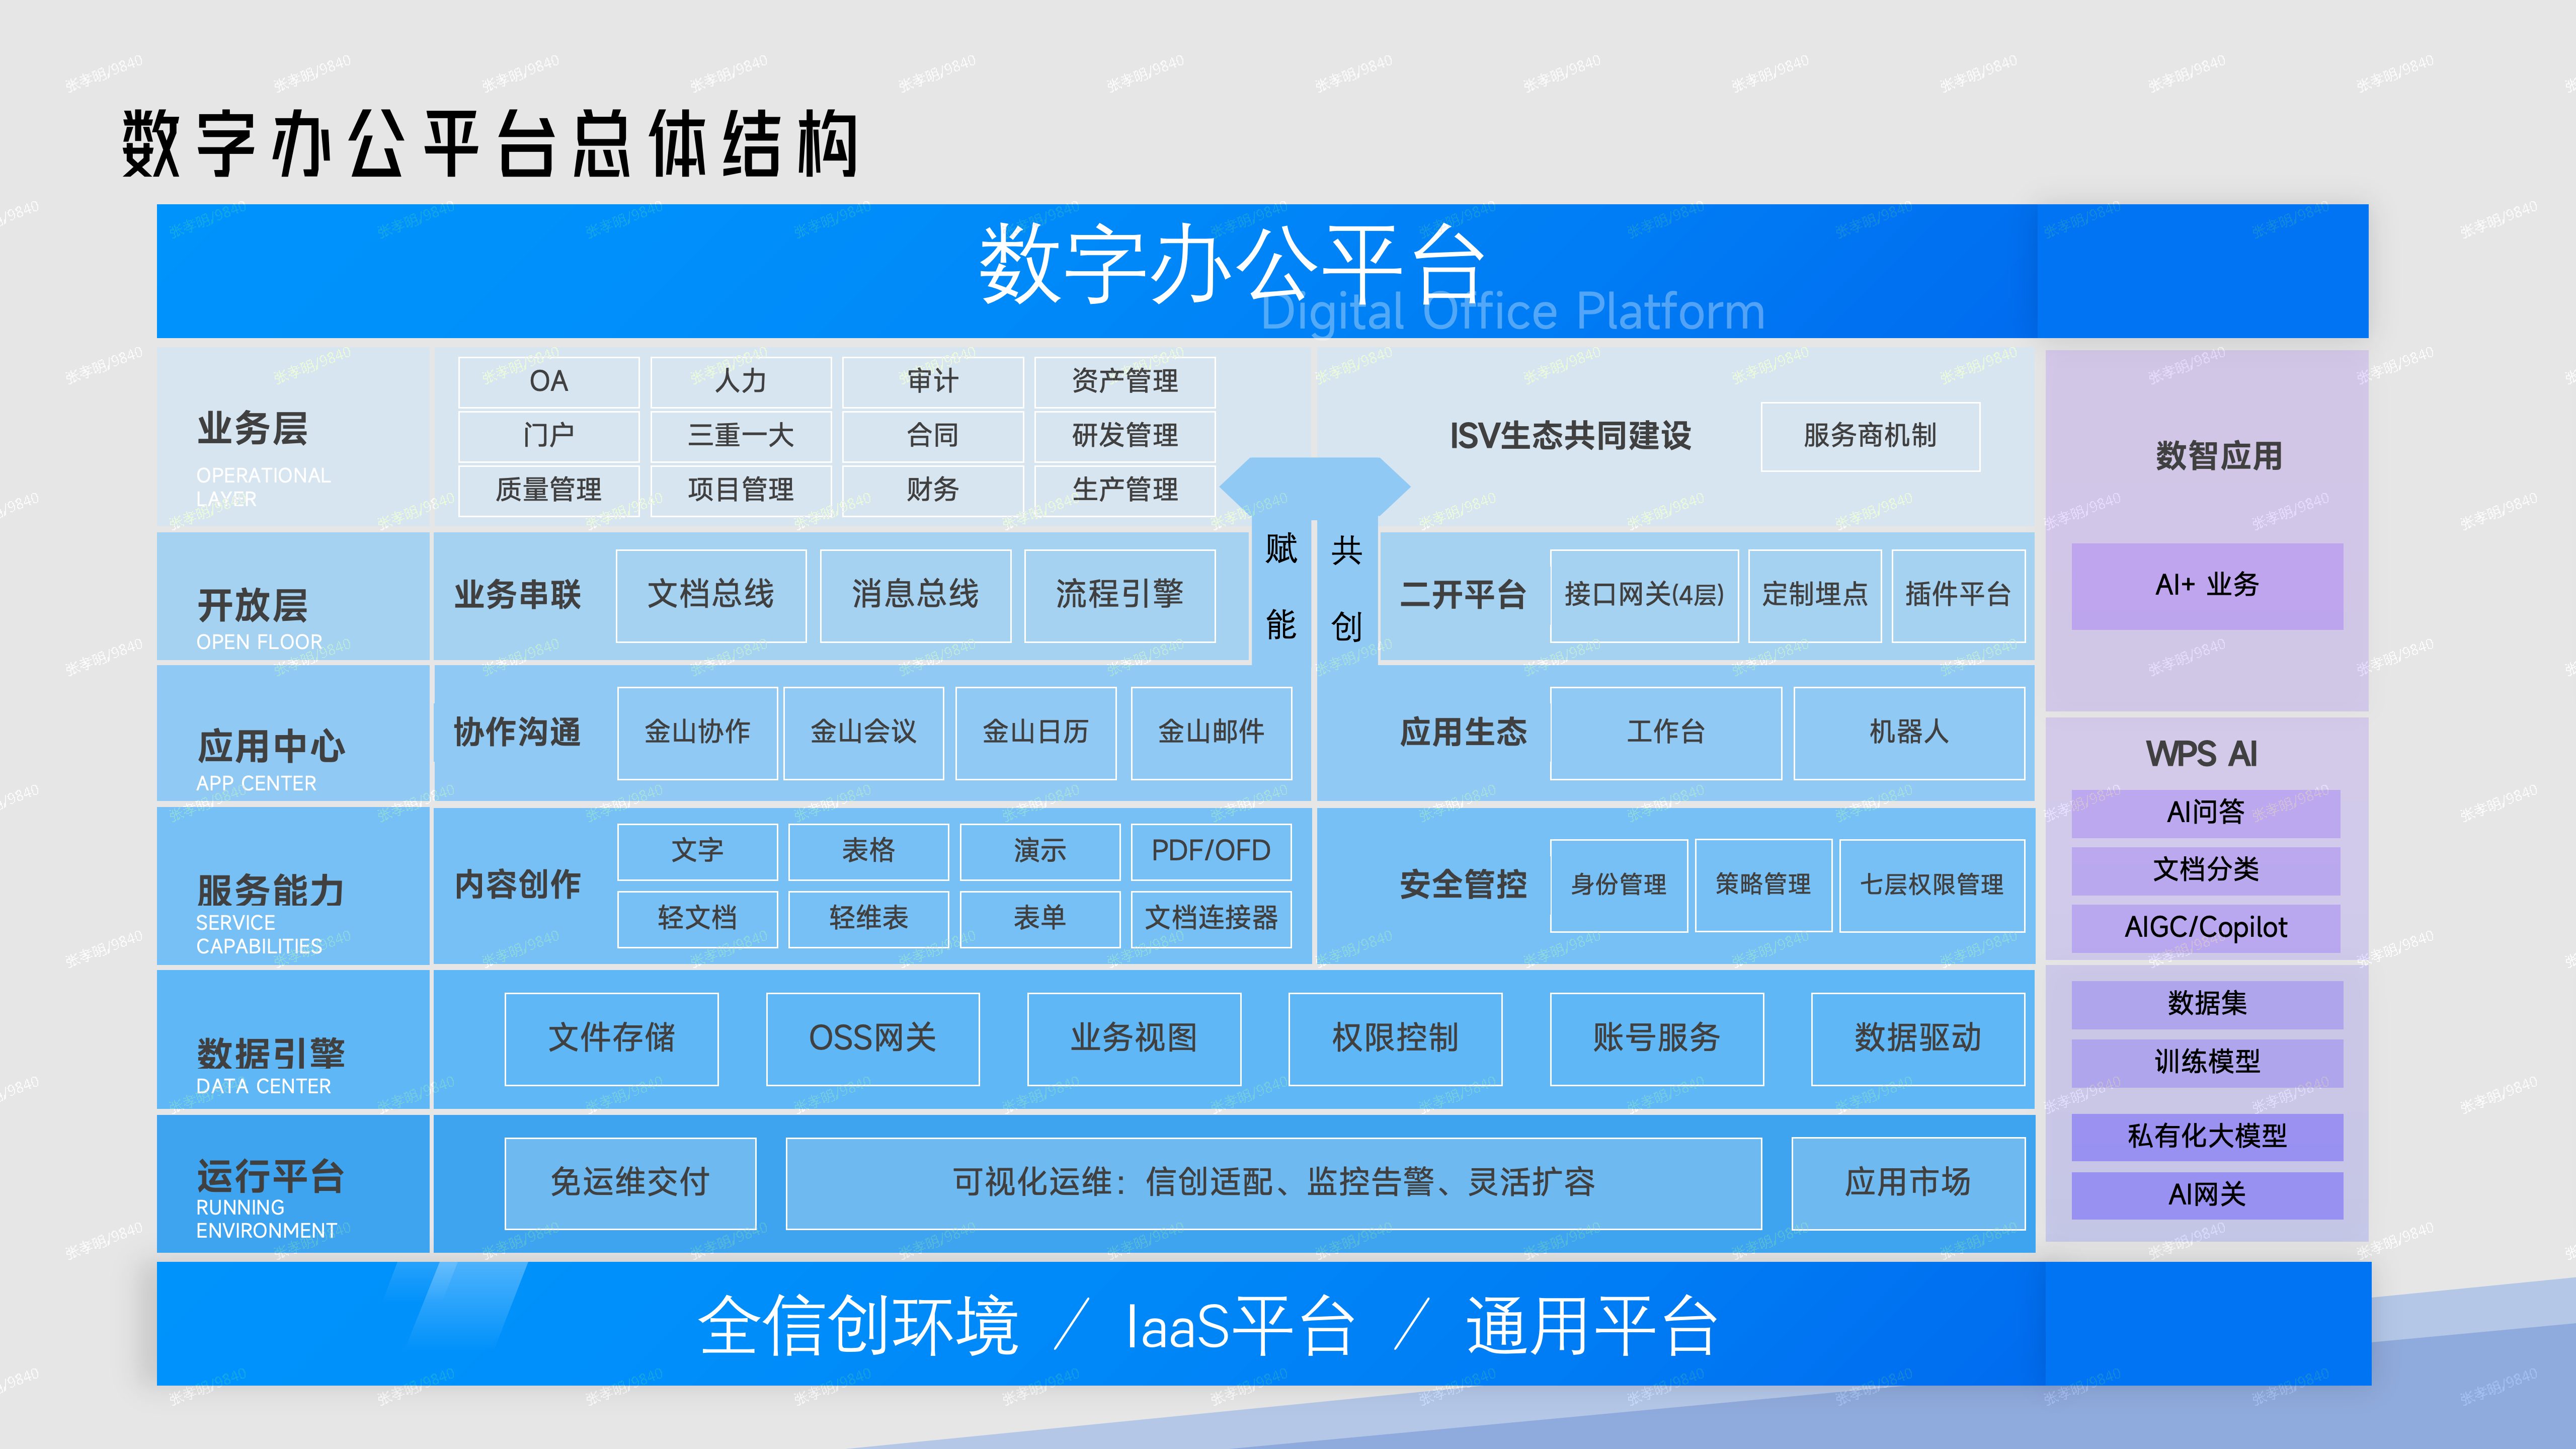 数字办公平台总体结构
数字办公平台
Digital Office Platform
业务层
OPERATIONAL
LAYER
OA
人力
审计
资产管理
门户
三重一大
合同
研发管理
质量管理
项目管理
财务
生产管理
ISV生态共同建设
服务商机制
开放层
OPEN FLOOR
业务串联
文档总线
消息总线
流程引擎
赋
能
共
创
二开平台
接口网关(4层)
定制埋点
插件平台
应用中心
APP CENTER
协作沟通
金山协作
金山会议
金山日历
金山邮件
应用生态
工作台
机器人
服务能力
SERVICE
CAPABILITIES
内容创作
文字
表格
演示
PDF/OFD
轻文档
轻维表
表单
文档连接器
安全管控
身份管理
策略管理
七层权限管理
数据引擎
DATA CENTER
文件存储
OSS网关
业务视图
权限控制
账号服务
数据驱动
运行平台
RUNNING
ENVIRONMENT
免运维交付
可视化运维：信创适配、监控告警、灵活扩容
应用市场
数智应用
AI+ 业务
WPS AI
AI问答
文档分类
AIGC/Copilot
数据集
训练模型
私有化大模型
AI网关
全信创环境 / IaaS平台 / 通用平台
张孝明/9840